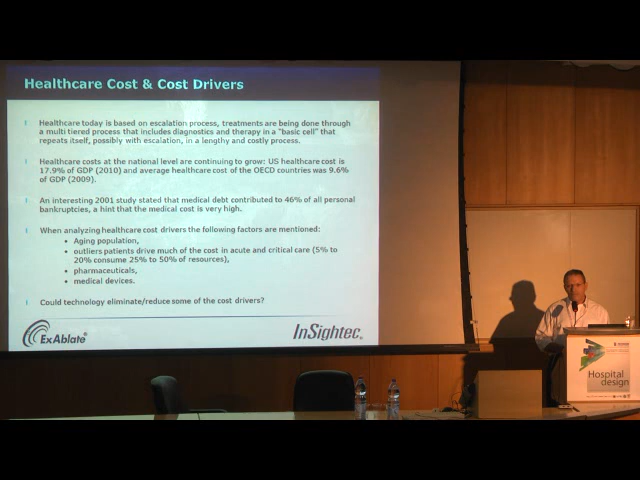 Healthcare Cost & Cost Drivers
Healthcare today is based on escalation process, treatments are being done through
a multi tiered process that includes diagnostics and therapy in a "basic cell" that
repeats itself, possibly with escalation, in a lengthy and costly process.
Healthcare costs at the national level are continuing to grow: US healthcare cost is
17.9% of GDP (2010) and average healthcare cost of the OECD countries was 9.6%
of GDP (2009).
An interesting 2001 study stated that medical debt contributed to 46% of all personal
bankruptcies, a hint that the medical cost is very high.
When analyzing healthcare cost drivers the following factors are mentioned:
• Aging population,
• outliers patients drive much of the cost in acute and critical care (5% to
20% consume 25% to 50% of resources),
• pharmaceuticals,
• medical devices.
Could technology eliminate/reduce some of the cost drivers?
ExAblate®
InSightec®
Hospital
design